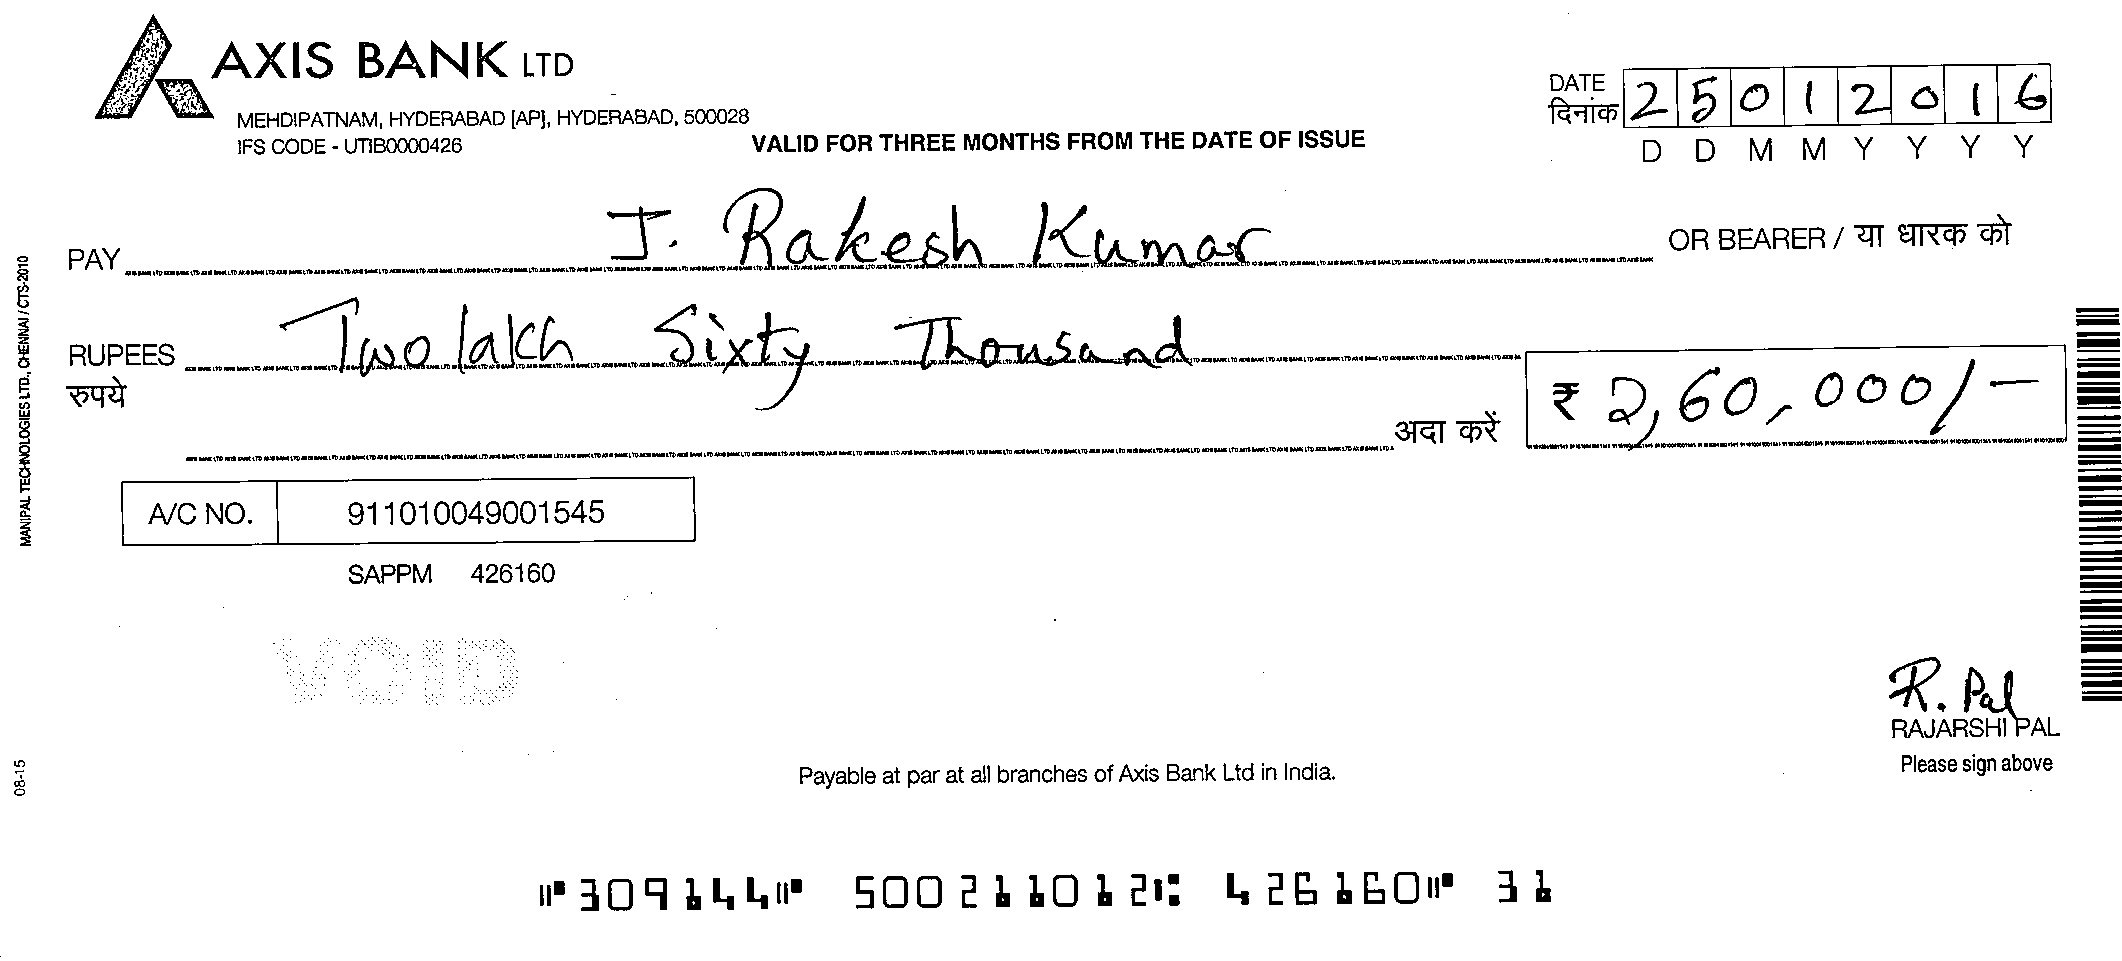 AXIS BANK LTD
MEHDIPATNAM, HYDERABAD [AP], HYDERABAD, 500028
IFS CODE - UTIB0000426
VALID FOR THREE MONTHS FROM THE DATE OF ISSUE
DATE
दिनांक 2 5 0 1 2 0 1 6
D D M M Y Y Y Y
PAY J. Rakesh Kumar OR BEARER / या धारक को
RUPEES Two lakh Sixty Thousand
रुपये
अदा करें ₹ 2,60,000/-
A/C NO. 911010049001545
SAPPM 426160
VOID
R. Pal
RAJARSHI PAL
Please sign above
Payable at par at all branches of Axis Bank Ltd in India.
⑈309144⑈ 500211012⑆ 426160⑈ 31
MANIPAL TECHNOLOGIES LTD., CHENNAI / CTS-2010
08-15